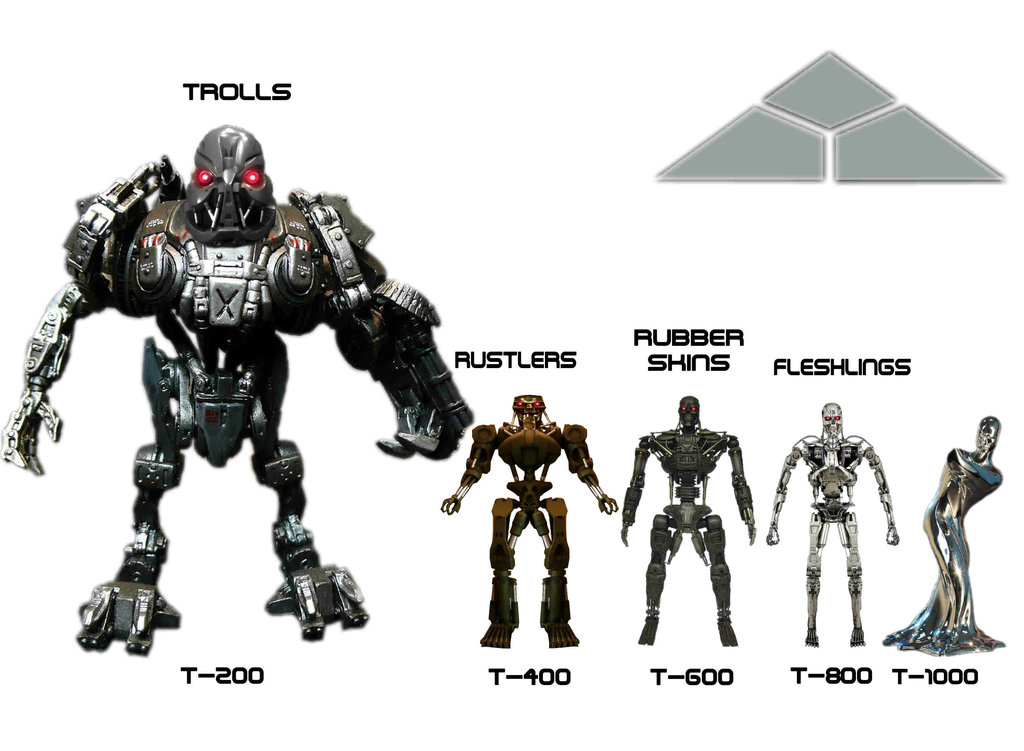 TROLLS
RUSTLERS
RUBBER
SKINS
FLESHLINGS
X
T-200
T-400
T-600
T-800
T-1000